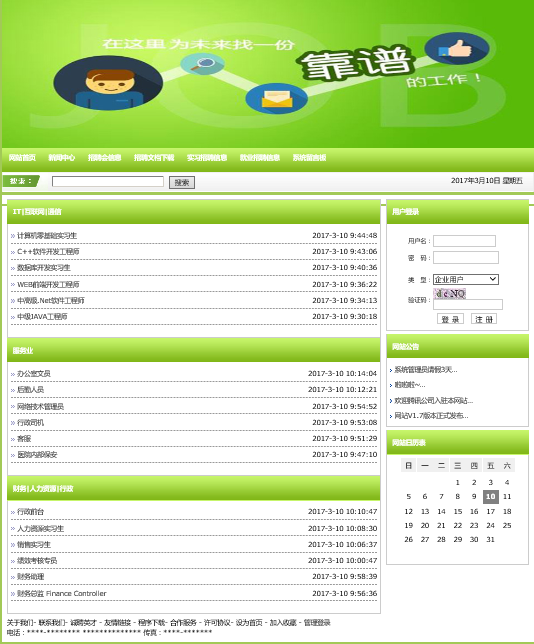 JOB
在这里为未来找一份
靠谱
的工作！
网站首页 新闻中心 招聘会信息 招聘文档下载 实习招聘信息 就业招聘信息 系统留言板
搜索： 搜索 2017年3月10日 星期五
IT|互联网|通信
计算机零基础实习生 2017-3-10 9:44:48
C++软件开发工程师 2017-3-10 9:43:06
数据库开发实习生 2017-3-10 9:40:36
WEB前端开发工程师 2017-3-10 9:36:22
中高级.Net软件工程师 2017-3-10 9:34:13
中级JAVA工程师 2017-3-10 9:30:18
服务业
办公室文员 2017-3-10 10:14:04
后勤人员 2017-3-10 10:12:21
网络技术管理员 2017-3-10 9:54:52
行政司机 2017-3-10 9:53:08
客服 2017-3-10 9:51:29
医院内部保安 2017-3-10 9:47:10
财务|人力资源|行政
行政前台 2017-3-10 10:10:47
人力资源实习生 2017-3-10 10:08:30
销售实习生 2017-3-10 10:06:37
绩效考核专员 2017-3-10 10:00:47
财务助理 2017-3-10 9:58:39
财务总监 Finance Controller 2017-3-10 9:56:36
用户登录
用户名：
密 码：
类 型： 企业用户
验证码：
登 录 注 册
网站公告
系统管理员请假3天...
啦啦啦~...
欢迎腾讯公司入驻本网站...
网站V1.7版本正式发布...
网站日历表
日 一 二 三 四 五 六
1 2 3 4
5 6 7 8 9 10 11
12 13 14 15 16 17 18
19 20 21 22 23 24 25
26 27 28 29 30 31
关于我们- 联系我们- 诚聘英才 - 友情链接 - 程序下载- 合作服务 - 许可协议- 设为首页 - 加入收藏 - 管理登录
电话：****-******** ************** 传真：****-*******